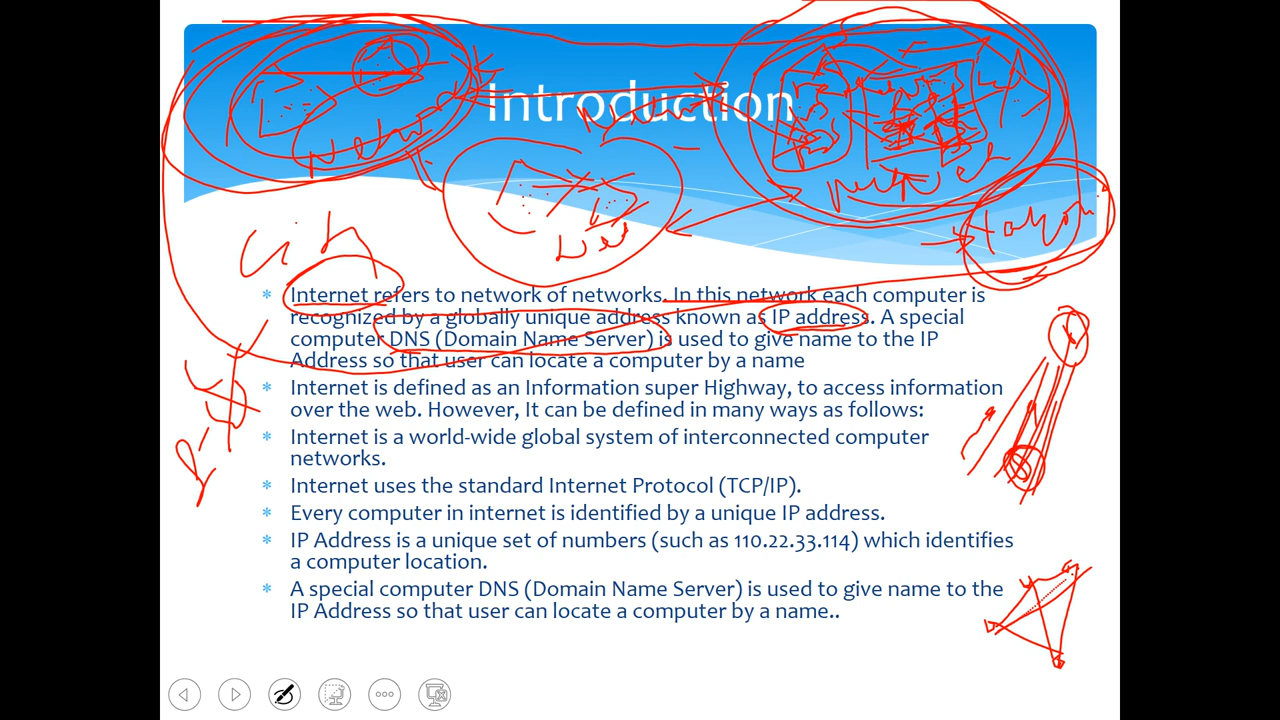 Introduction
Internet refers to network of networks. In this network each computer is
recognized by a globally unique address known as IP address. A special
computer DNS (Domain Name Server) is used to give name to the IP
Address so that user can locate a computer by a name
Internet is defined as an Information super Highway, to access information
over the web. However, It can be defined in many ways as follows:
Internet is a world-wide global system of interconnected computer
networks.
Internet uses the standard Internet Protocol (TCP/IP).
Every computer in internet is identified by a unique IP address.
IP Address is a unique set of numbers (such as 110.22.33.114) which identifies
a computer location.
A special computer DNS (Domain Name Server) is used to give name to the
IP Address so that user can locate a computer by a name..